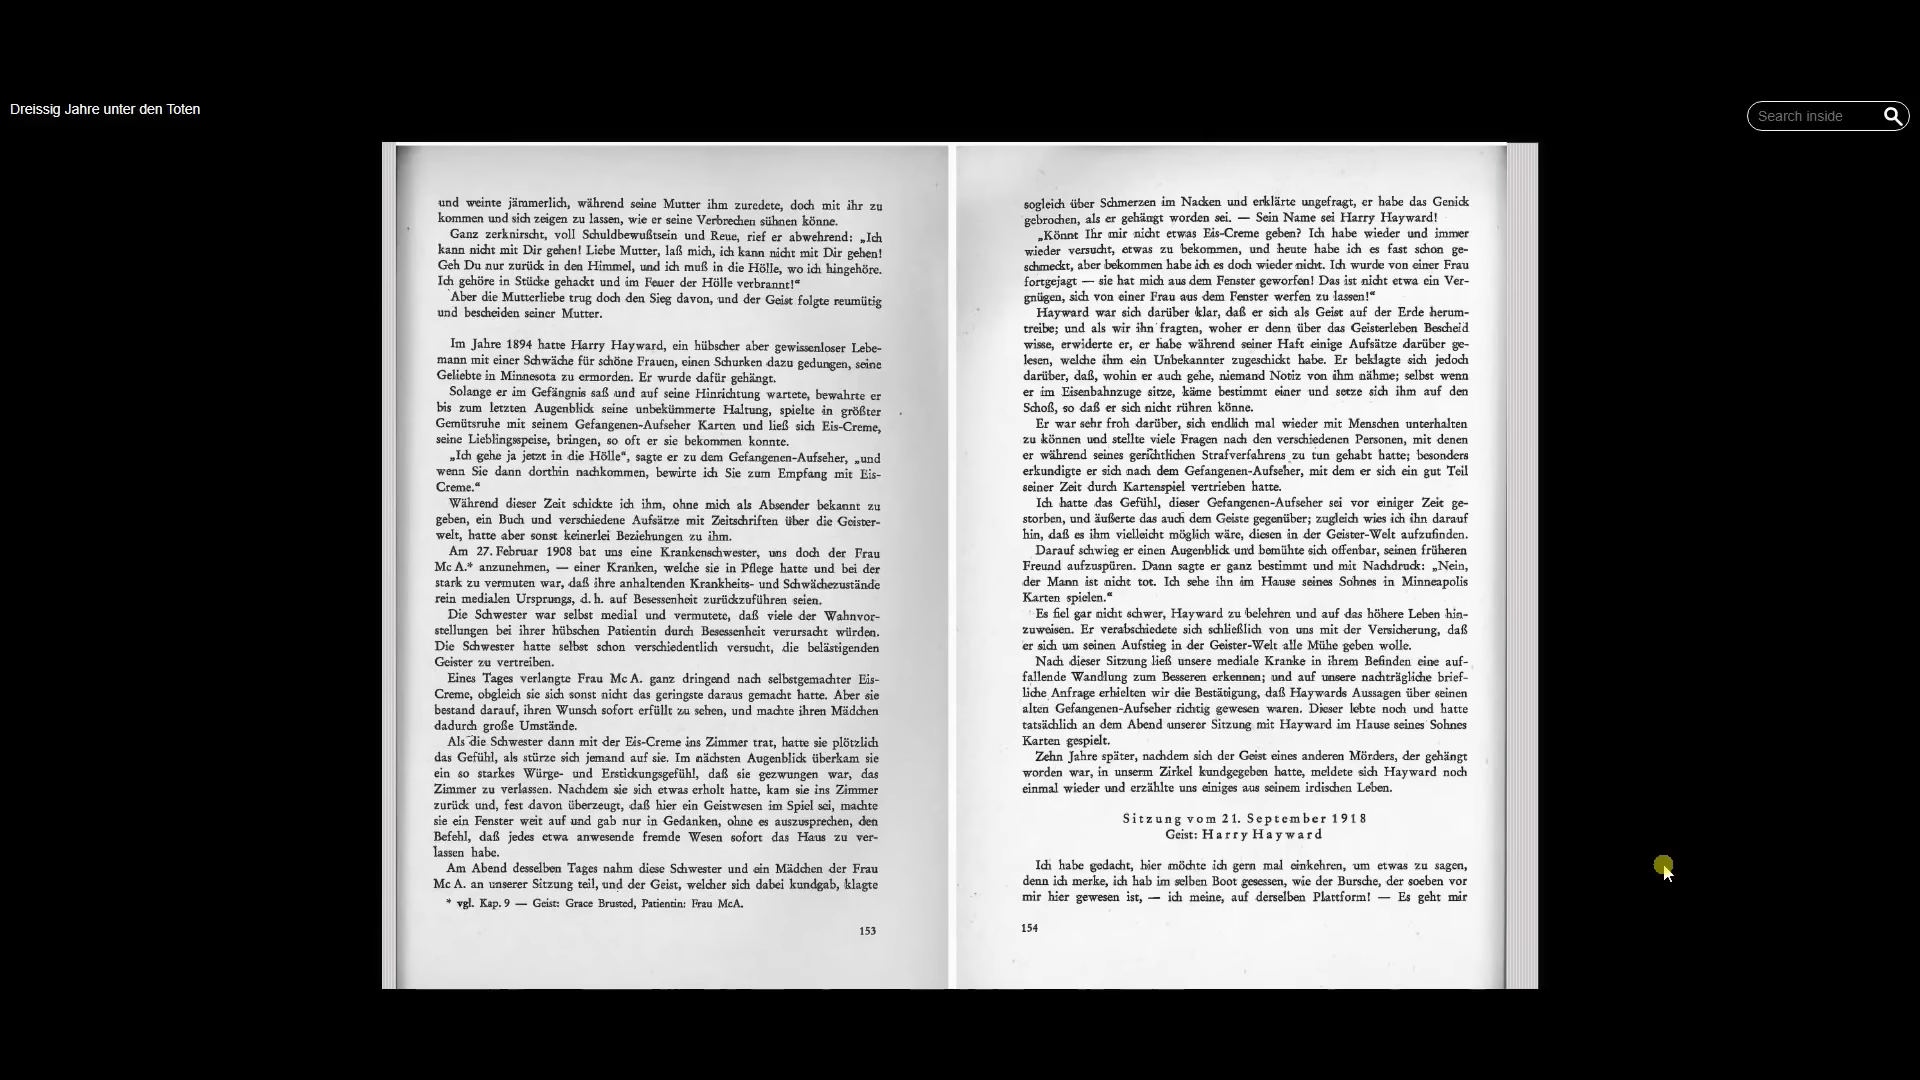 Dreissig Jahre unter den Toten
Search inside
und weinte jämmerlich, während seine Mutter ihm zuredete, doch mit ihr zu
kommen und sich zeigen zu lassen, wie er seine Verbrechen sühnen könne.
Ganz zerknirscht, voll Schuldbewußtsein und Reue, rief er abwehrend: „Ich
kann nicht mit Dir gehen! Liebe Mutter, laß mich, ich kann nicht mit Dir gehen!
Geh Du nur zurück in den Himmel, und ich muß in die Hölle, wo ich hingehöre.
Ich gehöre in Stücke gehackt und im Feuer der Hölle verbrannt!“
Aber die Mutterliebe trug doch den Sieg davon, und der Geist folgte reumütig
und bescheiden seiner Mutter.
Im Jahre 1894 hatte Harry Hayward, ein hübscher aber gewissenloser Lebe-
mann mit einer Schwäche für schöne Frauen, einen Schurken dazu gedungen, seine
Geliebte in Minnesota zu ermorden. Er wurde dafür gehängt.
Solange er im Gefängnis saß und auf seine Hinrichtung wartete, bewahrte er
bis zum letzten Augenblick seine unbekümmerte Haltung, spielte in größter
Gemütsruhe mit seinem Gefangenen-Aufseher Karten und ließ sich Eis-Creme,
seine Lieblingsspeise, bringen, so oft er sie bekommen konnte.
„Ich gehe ja jetzt in die Hölle“, sagte er zu dem Gefangenen-Aufseher, „und
wenn Sie dann dorthin nachkommen, bewirte ich Sie zum Empfang mit Eis-
Creme.“
Während dieser Zeit schickte ich ihm, ohne mich als Absender bekannt zu
geben, ein Buch und verschiedene Aufsätze mit Zeitschriften über die Geister-
welt, hatte aber sonst keinerlei Beziehungen zu ihm.
Am 27. Februar 1908 bat uns eine Krankenschwester, uns doch der Frau
Mc A.* anzunehmen, — einer Kranken, welche sie in Pflege hatte und bei der
stark zu vermuten war, daß ihre anhaltenden Krankheits- und Schwächezustände
rein medialen Ursprungs, d. h. auf Besessenheit zurückzuführen seien.
Die Schwester war selbst medial und vermutete, daß viele der Wahnvor-
stellungen bei ihrer hübschen Patientin durch Besessenheit verursacht würden.
Die Schwester hatte selbst schon verschiedentlich versucht, die belästigenden
Geister zu vertreiben.
Eines Tages verlangte Frau Mc A. ganz dringend nach selbstgemachter Eis-
Creme, obgleich sie sich sonst nicht das geringste daraus gemacht hatte. Aber sie
bestand darauf, ihren Wunsch sofort erfüllt zu sehen, und machte ihren Mädchen
dadurch große Umstände.
Als die Schwester dann mit der Eis-Creme ins Zimmer trat, hatte sie plötzlich
das Gefühl, als stürze sich jemand auf sie. Im nächsten Augenblick überkam sie
ein so starkes Würge- und Erstickungsgefühl, daß sie gezwungen war, das
Zimmer zu verlassen. Nachdem sie sich etwas erholt hatte, kam sie ins Zimmer
zurück und, fest davon überzeugt, daß hier ein Geistwesen im Spiel sei, machte
sie ein Fenster weit auf und gab nur in Gedanken, ohne es auszusprechen, den
Befehl, daß jedes etwa anwesende fremde Wesen sofort das Haus zu ver-
lassen habe.
Am Abend desselben Tages nahm diese Schwester und ein Mädchen der Frau
Mc A. an unserer Sitzung teil, und der Geist, welcher sich dabei kundgab, klagte
* vgl. Kap. 9 — Geist: Grace Brusted, Patientin: Frau McA.
153
sogleich über Schmerzen im Nacken und erklärte ungefragt, er habe das Genick
gebrochen, als er gehängt worden sei. — Sein Name sei Harry Hayward!
„Könnt Ihr mir nicht etwas Eis-Creme geben? Ich habe wieder und immer
wieder versucht, etwas zu bekommen, und heute habe ich es fast schon ge-
schmeckt, aber bekommen habe ich es doch wieder nicht. Ich wurde von einer Frau
fortgejagt — sie hat mich aus dem Fenster geworfen! Das ist nicht etwa ein Ver-
gnügen, sich von einer Frau aus dem Fenster werfen zu lassen!“
Hayward war sich darüber klar, daß er sich als Geist auf der Erde herum-
treibe; und als wir ihn fragten, woher er denn über das Geisterleben Bescheid
wisse, erwiderte er, er habe während seiner Haft einige Aufsätze darüber ge-
lesen, welche ihm ein Unbekannter zugeschickt habe. Er beklagte sich jedoch
darüber, daß, wohin er auch gehe, niemand Notiz von ihm nähme; selbst wenn
er im Eisenbahnzuge sitze, käme bestimmt einer und setze sich ihm auf den
Schoß, so daß er sich nicht rühren könne.
Er war sehr froh darüber, sich endlich mal wieder mit Menschen unterhalten
zu können und stellte viele Fragen nach den verschiedenen Personen, mit denen
er während seines gerichtlichen Strafverfahrens zu tun gehabt hatte; besonders
erkundigte er sich nach dem Gefangenen-Aufseher, mit dem er sich ein gut Teil
seiner Zeit durch Kartenspiel vertrieben hatte.
Ich hatte das Gefühl, dieser Gefangenen-Aufseher sei vor einiger Zeit ge-
storben, und äußerte das auch dem Geiste gegenüber; zugleich wies ich ihn darauf
hin, daß es ihm vielleicht möglich wäre, diesen in der Geister-Welt aufzufinden.
Darauf schwieg er einen Augenblick und bemühte sich offenbar, seinen früheren
Freund aufzuspüren. Dann sagte er ganz bestimmt und mit Nachdruck: „Nein,
der Mann ist nicht tot. Ich sehe ihn im Hause seines Sohnes in Minneapolis
Karten spielen.“
Es fiel gar nicht schwer, Hayward zu belehren und auf das höhere Leben hin-
zuweisen. Er verabschiedete sich schließlich von uns mit der Versicherung, daß
er sich um seinen Aufstieg in der Geister-Welt alle Mühe geben wolle.
Nach dieser Sitzung ließ unsere mediale Kranke in ihrem Befinden eine auf-
fallende Wandlung zum Besseren erkennen; und auf unsere nachträgliche brief-
liche Anfrage erhielten wir die Bestätigung, daß Haywards Aussagen über seinen
alten Gefangenen-Aufseher richtig gewesen waren. Dieser lebte noch und hatte
tatsächlich an dem Abend unserer Sitzung mit Hayward im Hause seines Sohnes
Karten gespielt.
Zehn Jahre später, nachdem sich der Geist eines anderen Mörders, der gehängt
worden war, in unserm Zirkel kundgegeben hatte, meldete sich Hayward noch
einmal wieder und erzählte uns einiges aus seinem irdischen Leben.
Sitzung vom 21. September 1918
Geist: Harry Hayward
Ich habe gedacht, hier möchte ich gern mal einkehren, um etwas zu sagen,
denn ich merke, ich hab im selben Boot gesessen, wie der Bursche, der soeben vor
mir hier gewesen ist, — ich meine, auf derselben Plattform! — Es geht mir
154